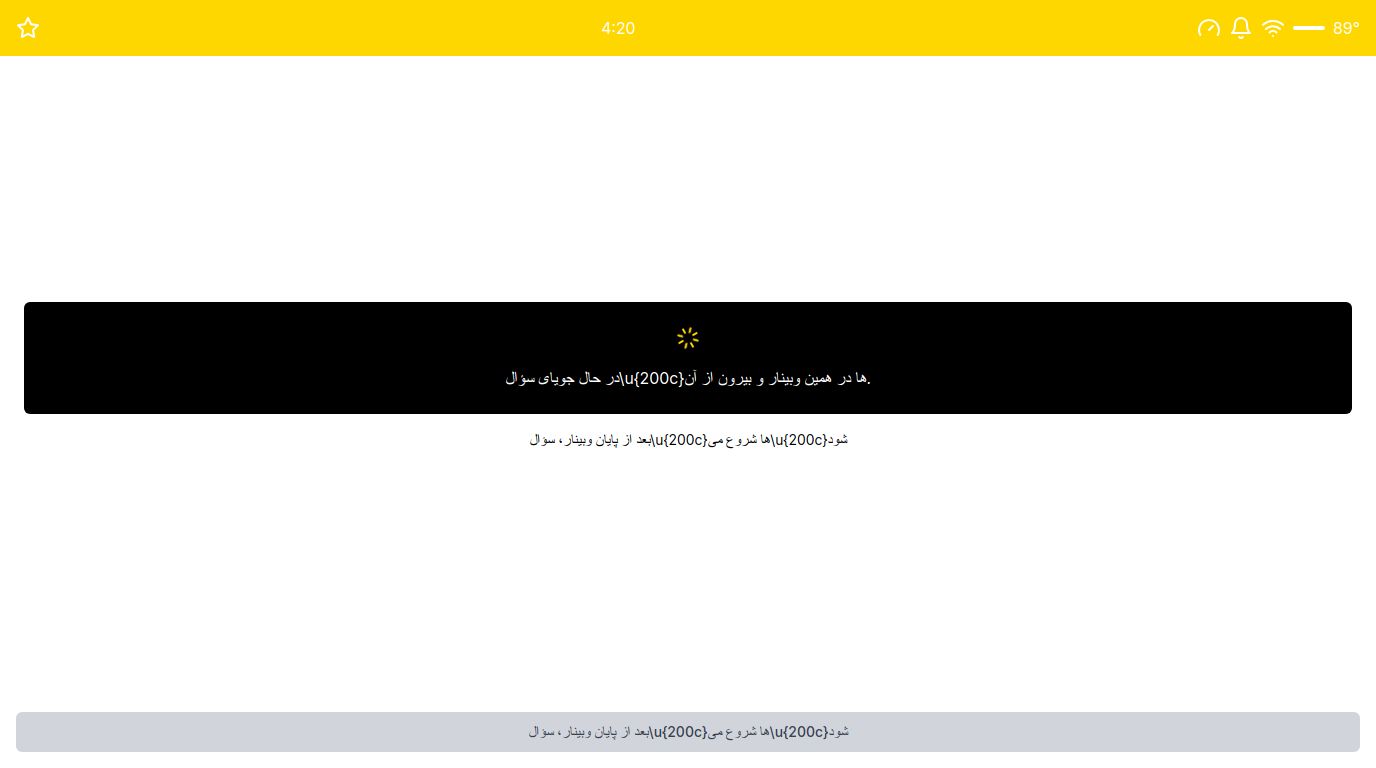 4:20
89°
در حال جویای سؤال\u{200c}ها در همین وبینار و بیرون از آن.
بعد از پایان وبینار، سؤال\u{200c}ها شروع می\u{200c}شود
بعد از پایان وبینار، سؤال\u{200c}ها شروع می\u{200c}شود